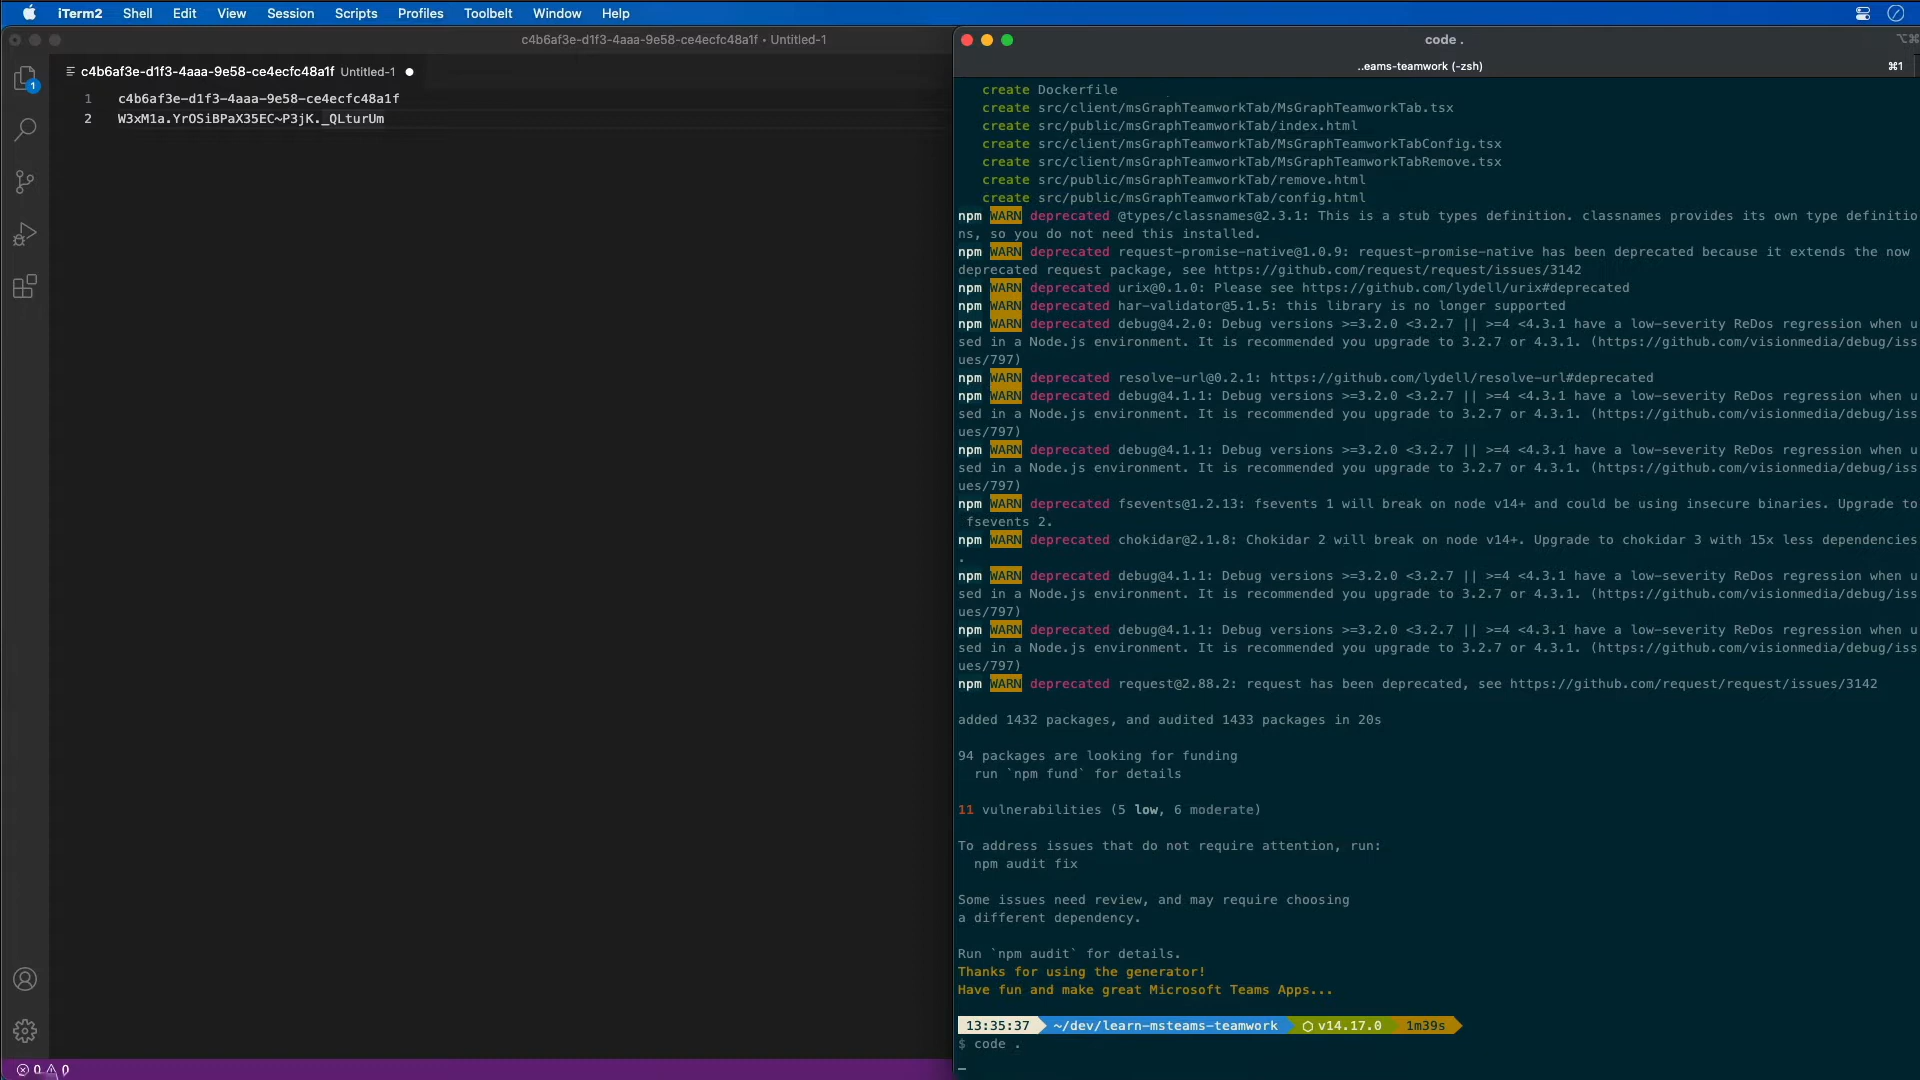 iTerm2 Shell Edit View Session Scripts Profiles Toolbelt Window Help
c4b6af3e-d1f3-4aaa-9e58-ce4ecfc48a1f • Untitled-1
c4b6af3e-d1f3-4aaa-9e58-ce4ecfc48a1f Untitled-1 ●
1
1 c4b6af3e-d1f3-4aaa-9e58-ce4ecfc48a1f
2 W3xM1a.YrOSiBPaX35EC~P3jK._QLturUm
0 0
code .
⌥⌘
..eams-teamwork (-zsh)
⌘1
create Dockerfile
create src/client/msGraphTeamworkTab/MsGraphTeamworkTab.tsx
create src/public/msGraphTeamworkTab/index.html
create src/client/msGraphTeamworkTab/MsGraphTeamworkTabConfig.tsx
create src/client/msGraphTeamworkTab/MsGraphTeamworkTabRemove.tsx
create src/public/msGraphTeamworkTab/remove.html
create src/public/msGraphTeamworkTab/config.html
npm WARN deprecated @types/classnames@2.3.1: This is a stub types definition. classnames provides its own type definitio
ns, so you do not need this installed.
npm WARN deprecated request-promise-native@1.0.9: request-promise-native has been deprecated because it extends the now
deprecated request package, see https://github.com/request/request/issues/3142
npm WARN deprecated urix@0.1.0: Please see https://github.com/lydell/urix#deprecated
npm WARN deprecated har-validator@5.1.5: this library is no longer supported
npm WARN deprecated debug@4.2.0: Debug versions >=3.2.0 <3.2.7 || >=4 <4.3.1 have a low-severity ReDos regression when u
sed in a Node.js environment. It is recommended you upgrade to 3.2.7 or 4.3.1. (https://github.com/visionmedia/debug/iss
ues/797)
npm WARN deprecated resolve-url@0.2.1: https://github.com/lydell/resolve-url#deprecated
npm WARN deprecated debug@4.1.1: Debug versions >=3.2.0 <3.2.7 || >=4 <4.3.1 have a low-severity ReDos regression when u
sed in a Node.js environment. It is recommended you upgrade to 3.2.7 or 4.3.1. (https://github.com/visionmedia/debug/iss
ues/797)
npm WARN deprecated debug@4.1.1: Debug versions >=3.2.0 <3.2.7 || >=4 <4.3.1 have a low-severity ReDos regression when u
sed in a Node.js environment. It is recommended you upgrade to 3.2.7 or 4.3.1. (https://github.com/visionmedia/debug/iss
ues/797)
npm WARN deprecated fsevents@1.2.13: fsevents 1 will break on node v14+ and could be using insecure binaries. Upgrade to
fsevents 2.
npm WARN deprecated chokidar@2.1.8: Chokidar 2 will break on node v14+. Upgrade to chokidar 3 with 15x less dependencies
.
npm WARN deprecated debug@4.1.1: Debug versions >=3.2.0 <3.2.7 || >=4 <4.3.1 have a low-severity ReDos regression when u
sed in a Node.js environment. It is recommended you upgrade to 3.2.7 or 4.3.1. (https://github.com/visionmedia/debug/iss
ues/797)
npm WARN deprecated debug@4.1.1: Debug versions >=3.2.0 <3.2.7 || >=4 <4.3.1 have a low-severity ReDos regression when u
sed in a Node.js environment. It is recommended you upgrade to 3.2.7 or 4.3.1. (https://github.com/visionmedia/debug/iss
ues/797)
npm WARN deprecated request@2.88.2: request has been deprecated, see https://github.com/request/request/issues/3142
added 1432 packages, and audited 1433 packages in 20s
94 packages are looking for funding
run `npm fund` for details
11 vulnerabilities (5 low, 6 moderate)
To address issues that do not require attention, run:
npm audit fix
Some issues need review, and may require choosing
a different dependency.
Run `npm audit` for details.
Thanks for using the generator!
Have fun and make great Microsoft Teams Apps...
13:35:37 ~/dev/learn-msteams-teamwork v14.17.0 1m39s
$ code .